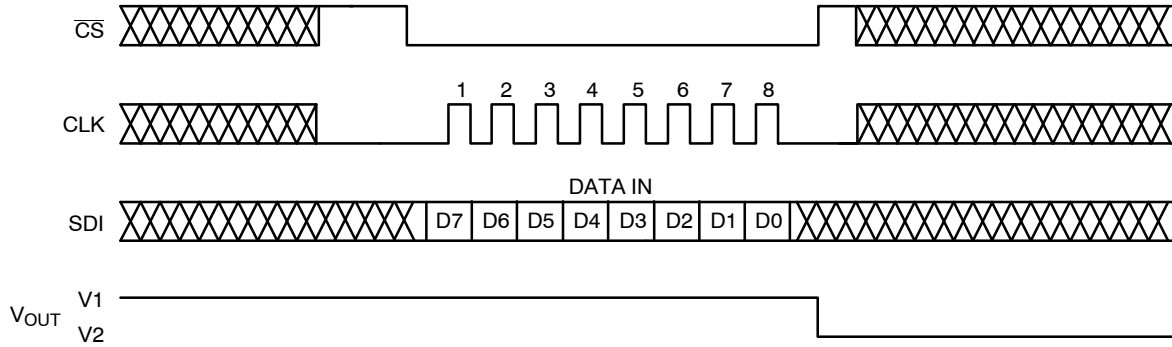 C̅S̅
1 2 3 4 5 6 7 8
CLK
DATA IN
SDI D7 D6 D5 D4 D3 D2 D1 D0
V1
VOUT
V2